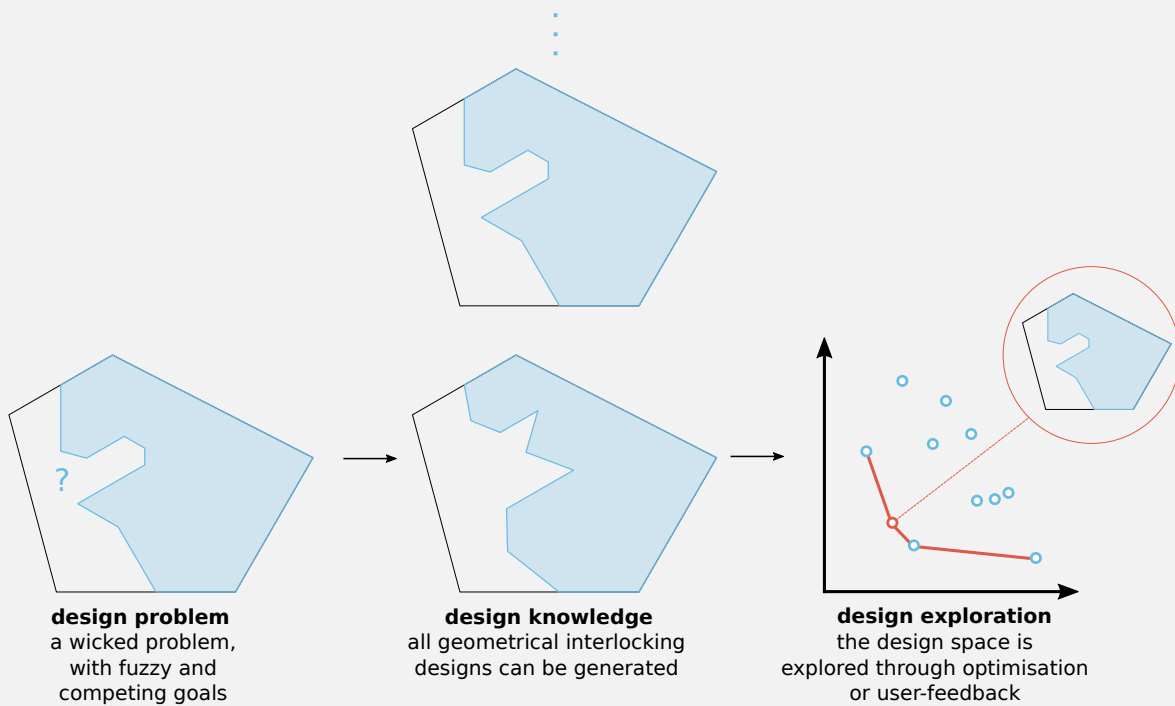 ?
design problem
a wicked problem,
with fuzzy and
competing goals
design knowledge
all geometrical interlocking
designs can be generated
design exploration
the design space is
explored through optimisation
or user-feedback